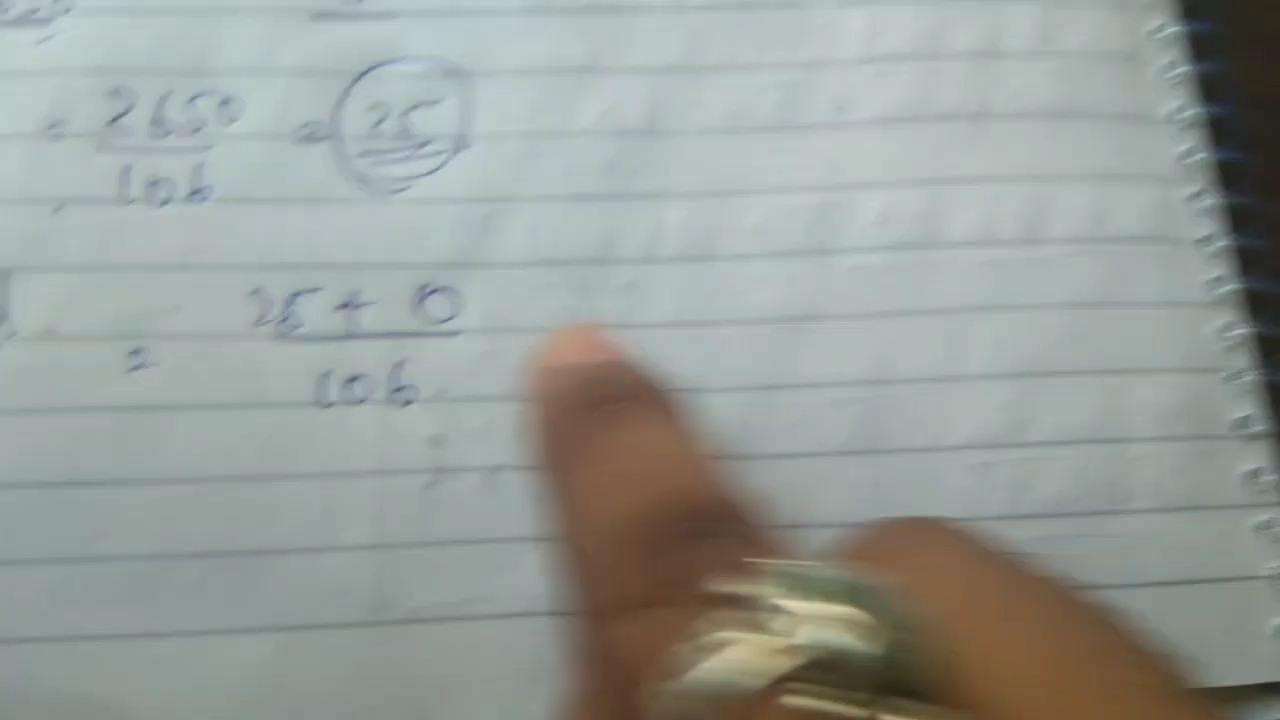 = 2650 = 25
106
= 25 + 0
106